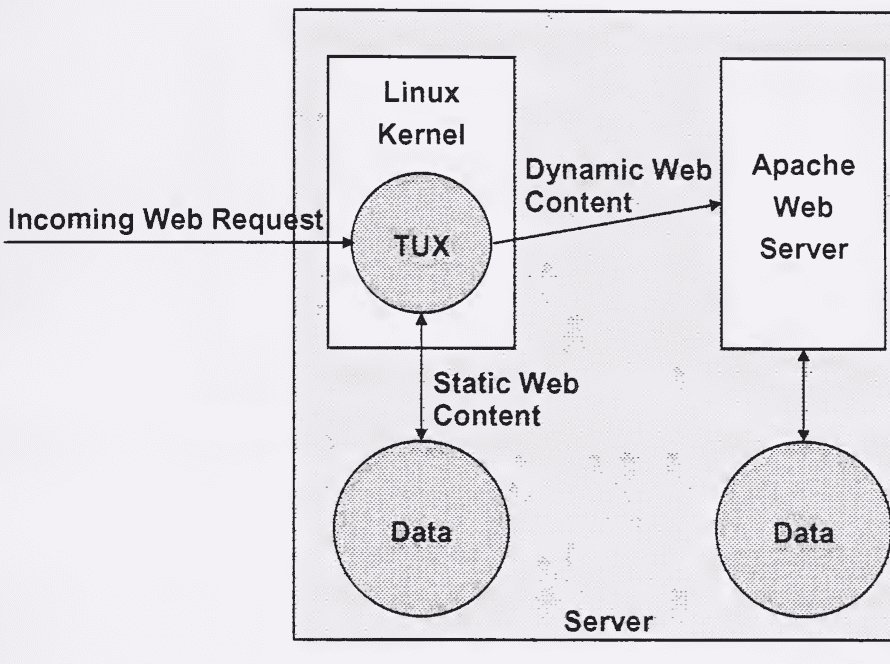 Linux
Kernel
Incoming Web Request
TUX
Dynamic Web
Content
Apache
Web
Server
Static Web
Content
Data
Data
Server